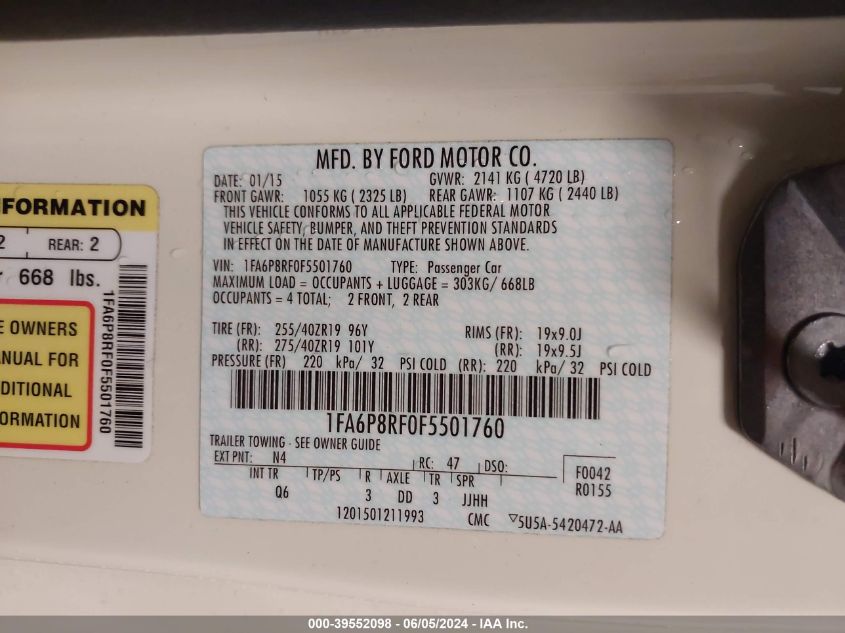 MFD. BY FORD MOTOR CO.
DATE: 01/15 GVWR: 2141 KG ( 4720 LB)
FRONT GAWR: 1055 KG ( 2325 LB) REAR GAWR: 1107 KG ( 2440 LB)
THIS VEHICLE CONFORMS TO ALL APPLICABLE FEDERAL MOTOR
VEHICLE SAFETY, BUMPER, AND THEFT PREVENTION STANDARDS
IN EFFECT ON THE DATE OF MANUFACTURE SHOWN ABOVE.
VIN: 1FA6P8RF0F5501760 TYPE: Passenger Car
MAXIMUM LOAD = OCCUPANTS + LUGGAGE = 303KG/ 668LB
OCCUPANTS = 4 TOTAL; 2 FRONT, 2 REAR
TIRE (FR): 255/40ZR19 96Y RIMS (FR): 19x9.0J
(RR): 275/40ZR19 101Y (RR): 19x9.5J
PRESSURE (FR) 220 kPa/ 32 PSI COLD (RR): 220 kPa/ 32 PSI COLD
1FA6P8RF0F5501760
TRAILER TOWING - SEE OWNER GUIDE
EXT PNT: N4 RC: 47 DSO: F0042
INT TR TP/PS R AXLE TR SPR R0155
Q6 3 DD 3 JJHH
1201501211993 CMC ▽5U5A-5420472-AA
FORMATION
2 REAR: 2
668 lbs.
1FA6P8RF0F5501760
E OWNERS
ANUAL FOR
DITIONAL
FORMATION
000-39552098 - 06/05/2024 - IAA Inc.